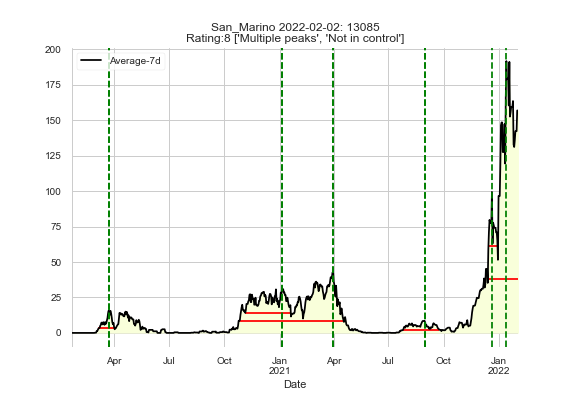 San_Marino 2022-02-02: 13085
Rating:8 ['Multiple peaks', 'Not in control']
200
Average-7d
175
150
125
100
75
50
25
0
Apr Jul Oct Jan Apr Jul Oct Jan
2021 2022
Date